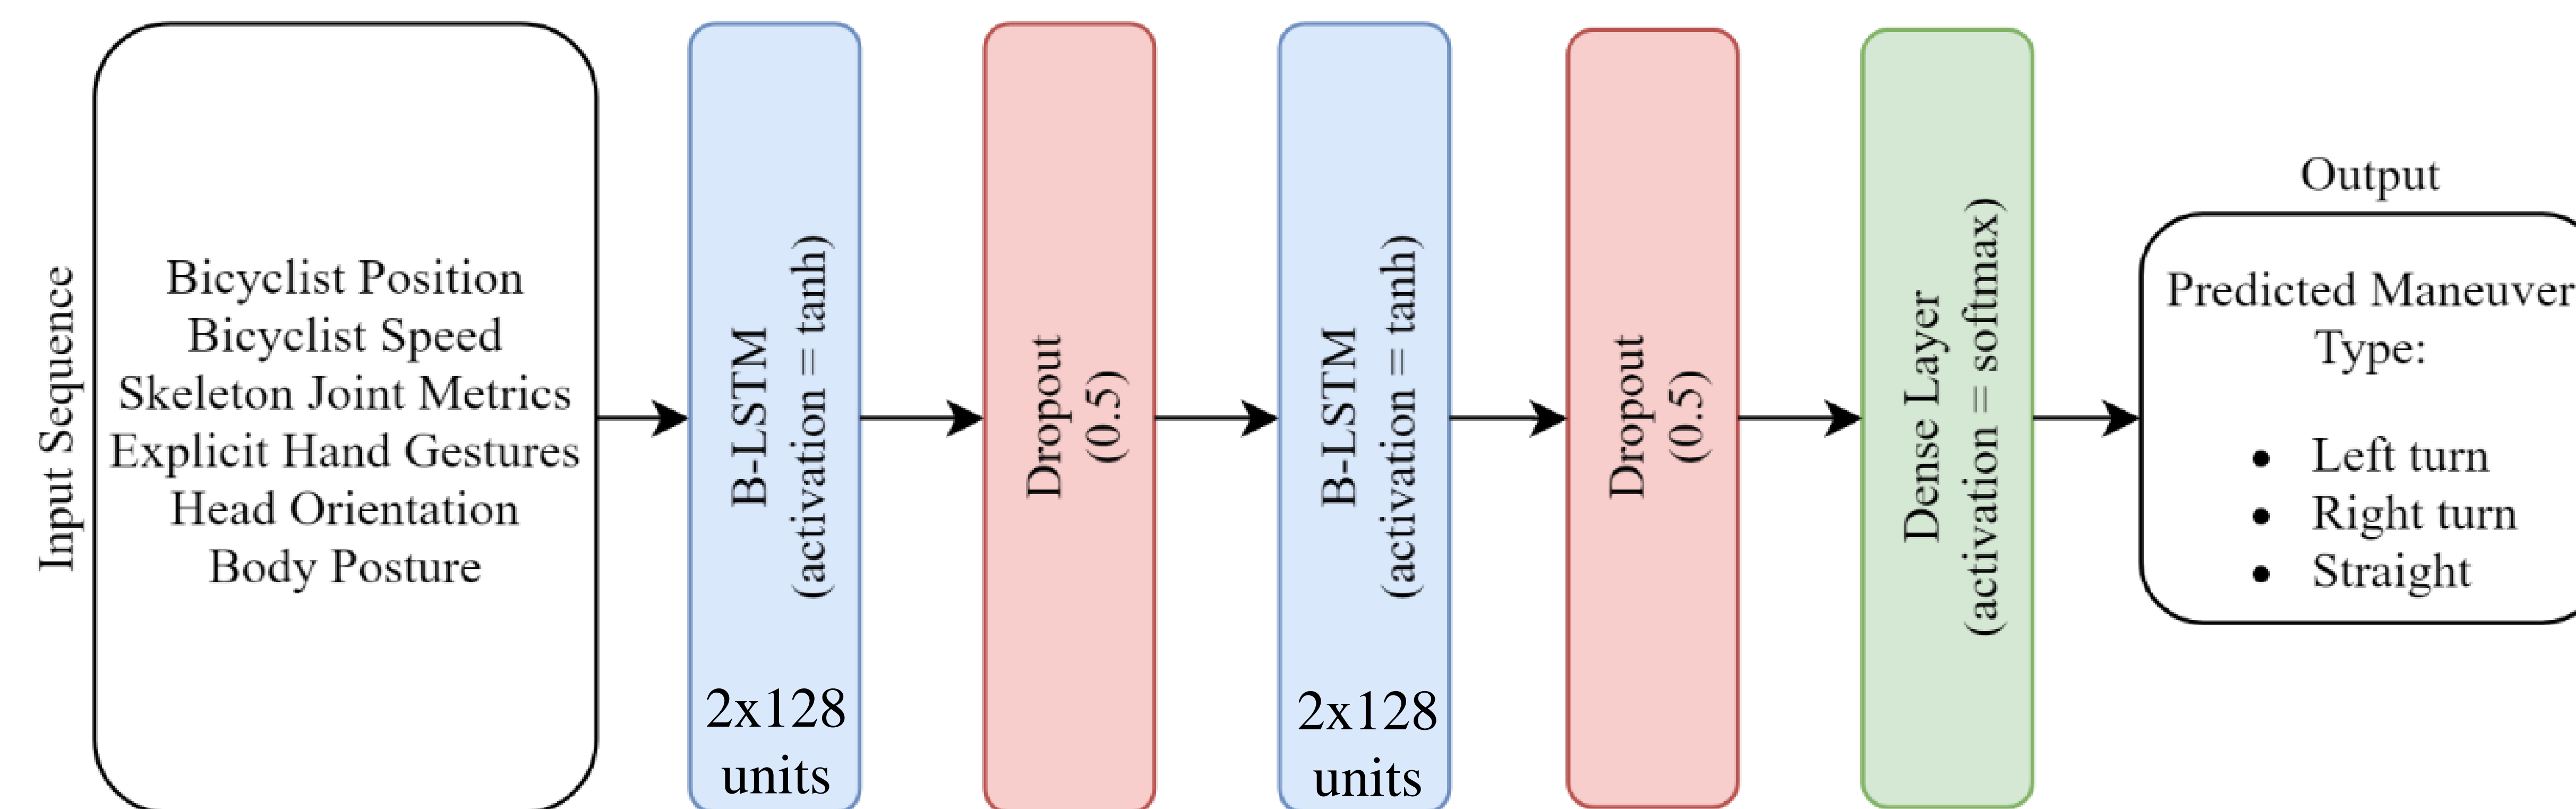 Input Sequence
Bicyclist Position
Bicyclist Speed
Skeleton Joint Metrics
Explicit Hand Gestures
Head Orientation
Body Posture
B-LSTM
(activation = tanh)
2x128
units
Dropout
(0.5)
B-LSTM
(activation = tanh)
2x128
units
Dropout
(0.5)
Dense Layer
(activation = softmax)
Output
Predicted Maneuver
Type:
• Left turn
• Right turn
• Straight